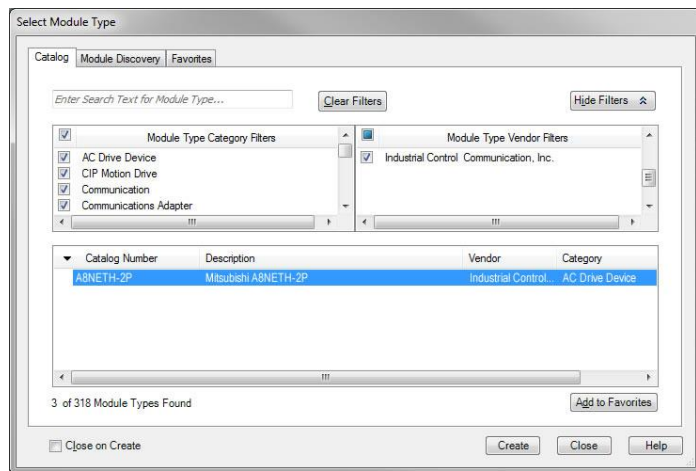 Select Module Type
Catalog Module Discovery Favorites
Enter Search Text for Module Type... Clear Filters Hide Filters
Module Type Category Filters Module Type Vendor Filters
AC Drive Device Industrial Control Communication, Inc.
CIP Motion Drive
Communication
Communications Adapter
Catalog Number Description Vendor Category
A8NETH-2P Mitsubishi A8NETH-2P Industrial Control... AC Drive Device
3 of 318 Module Types Found Add to Favorites
Close on Create Create Close Help